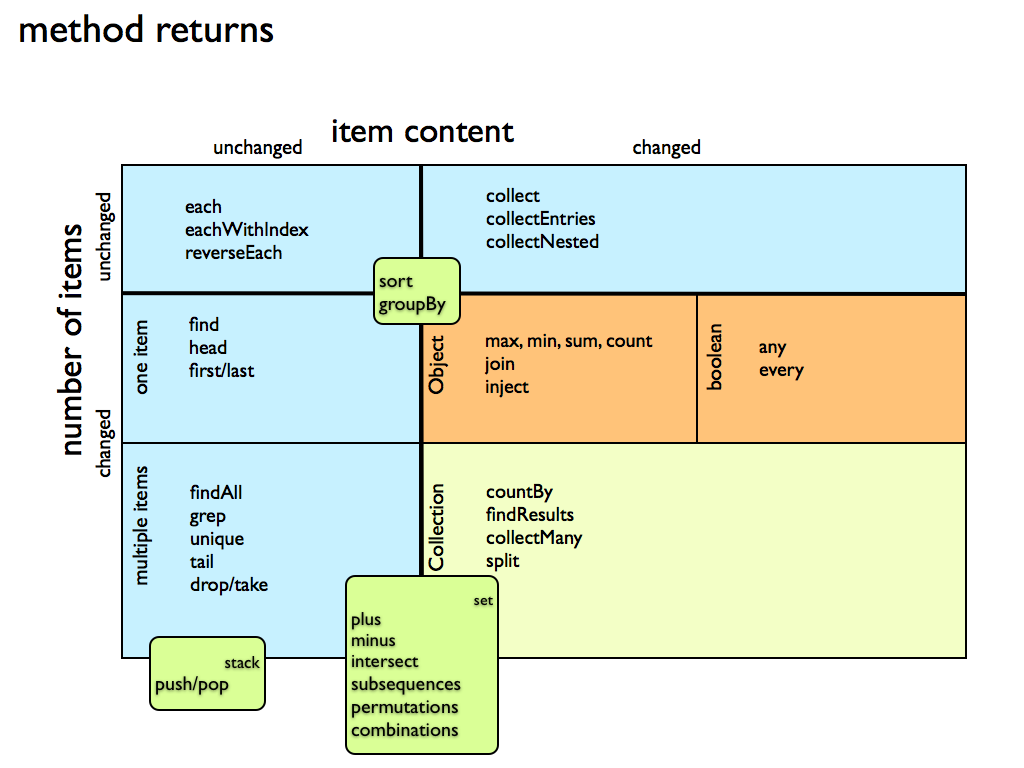 method returns
item content
unchanged
changed
number of items
unchanged
each
eachWithIndex
reverseEach
collect
collectEntries
collectNested
sort
groupBy
changed
one item
find
head
first/last
Object
max, min, sum, count
join
inject
boolean
any
every
multiple items
findAll
grep
unique
tail
drop/take
Collection
countBy
findResults
collectMany
split
stack
push/pop
set
plus
minus
intersect
subsequences
permutations
combinations